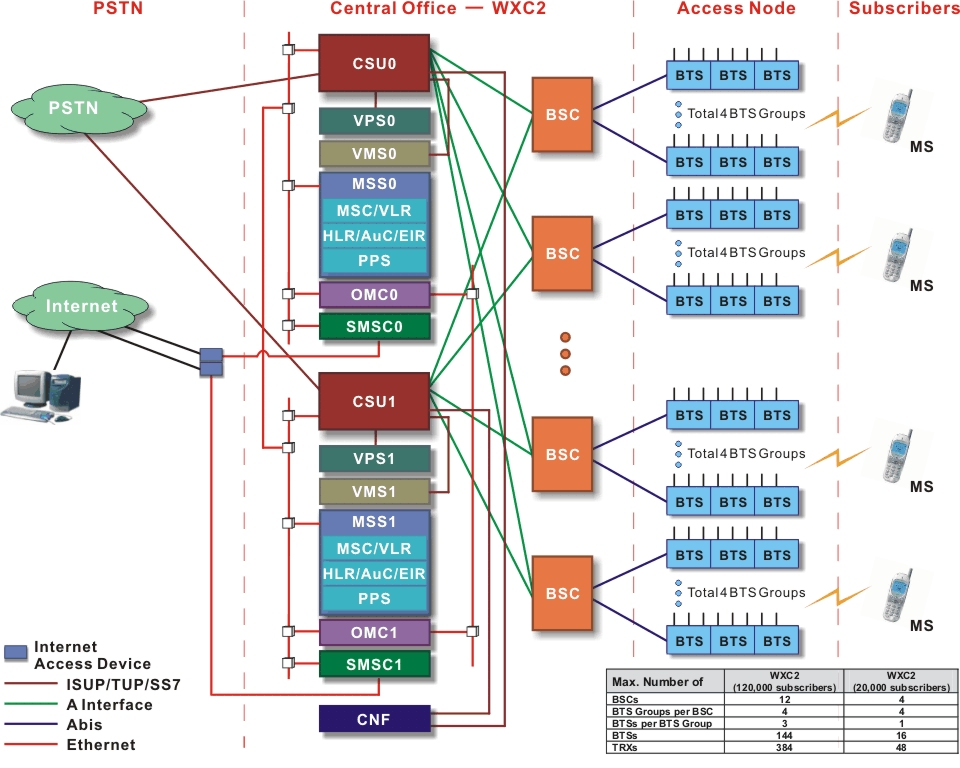 PSTN
Central Office — WXC2
Access Node
Subscribers
PSTN
CSU0
VPS0
VMS0
MSS0
MSC/VLR
HLR/AuC/EIR
PPS
OMC0
SMSC0
Internet
CSU1
VPS1
VMS1
MSS1
MSC/VLR
HLR/AuC/EIR
PPS
OMC1
SMSC1
CNF
BSC
BTS BTS BTS
Total 4 BTS Groups
BTS BTS BTS
MS
BSC
BTS BTS BTS
Total 4 BTS Groups
BTS BTS BTS
MS
BSC
BTS BTS BTS
Total 4 BTS Groups
BTS BTS BTS
MS
BSC
BTS BTS BTS
Total 4 BTS Groups
BTS BTS BTS
MS
Internet
Access Device
ISUP/TUP/SS7
A Interface
Abis
Ethernet
Max. Number of WXC2 (120,000 subscribers) WXC2 (20,000 subscribers)
BSCs 12 4
BTS Groups per BSC 4 4
BTSs per BTS Group 3 1
BTSs 144 16
TRXs 384 48